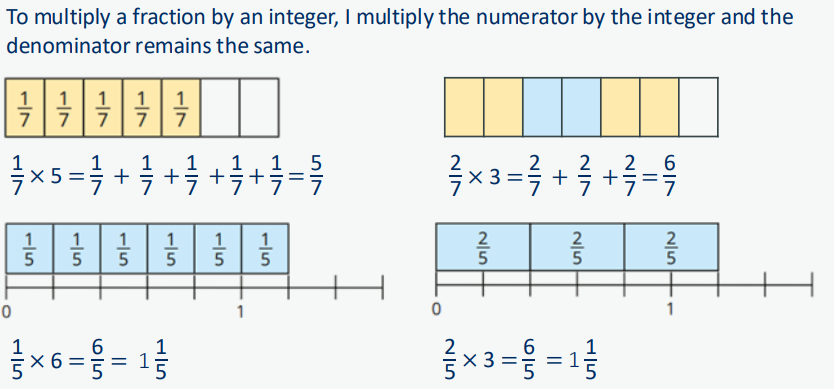 To multiply a fraction by an integer, I multiply the numerator by the integer and the
denominator remains the same.
1/7 1/7 1/7 1/7 1/7
1/7 × 5 = 1/7 + 1/7 + 1/7 + 1/7 + 1/7 = 5/7
2/7 × 3 = 2/7 + 2/7 + 2/7 = 6/7
1/5 1/5 1/5 1/5 1/5 1/5
0 1
1/5 × 6 = 6/5 = 1 1/5
2/5 2/5 2/5
0 1
2/5 × 3 = 6/5 = 1 1/5